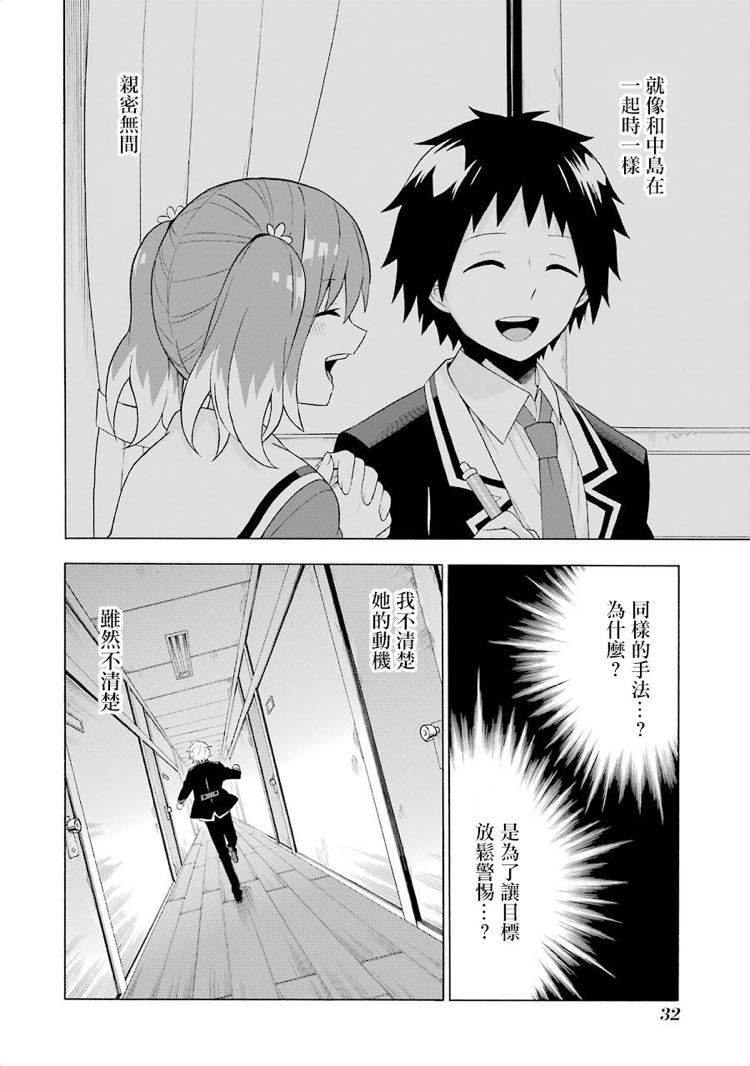 就像和中島在
一起時一樣
親密無間
同樣的手法…?
為什麼?
是為了讓目標
放鬆警惕…?
我不清楚
她的動機
雖然不清楚
32